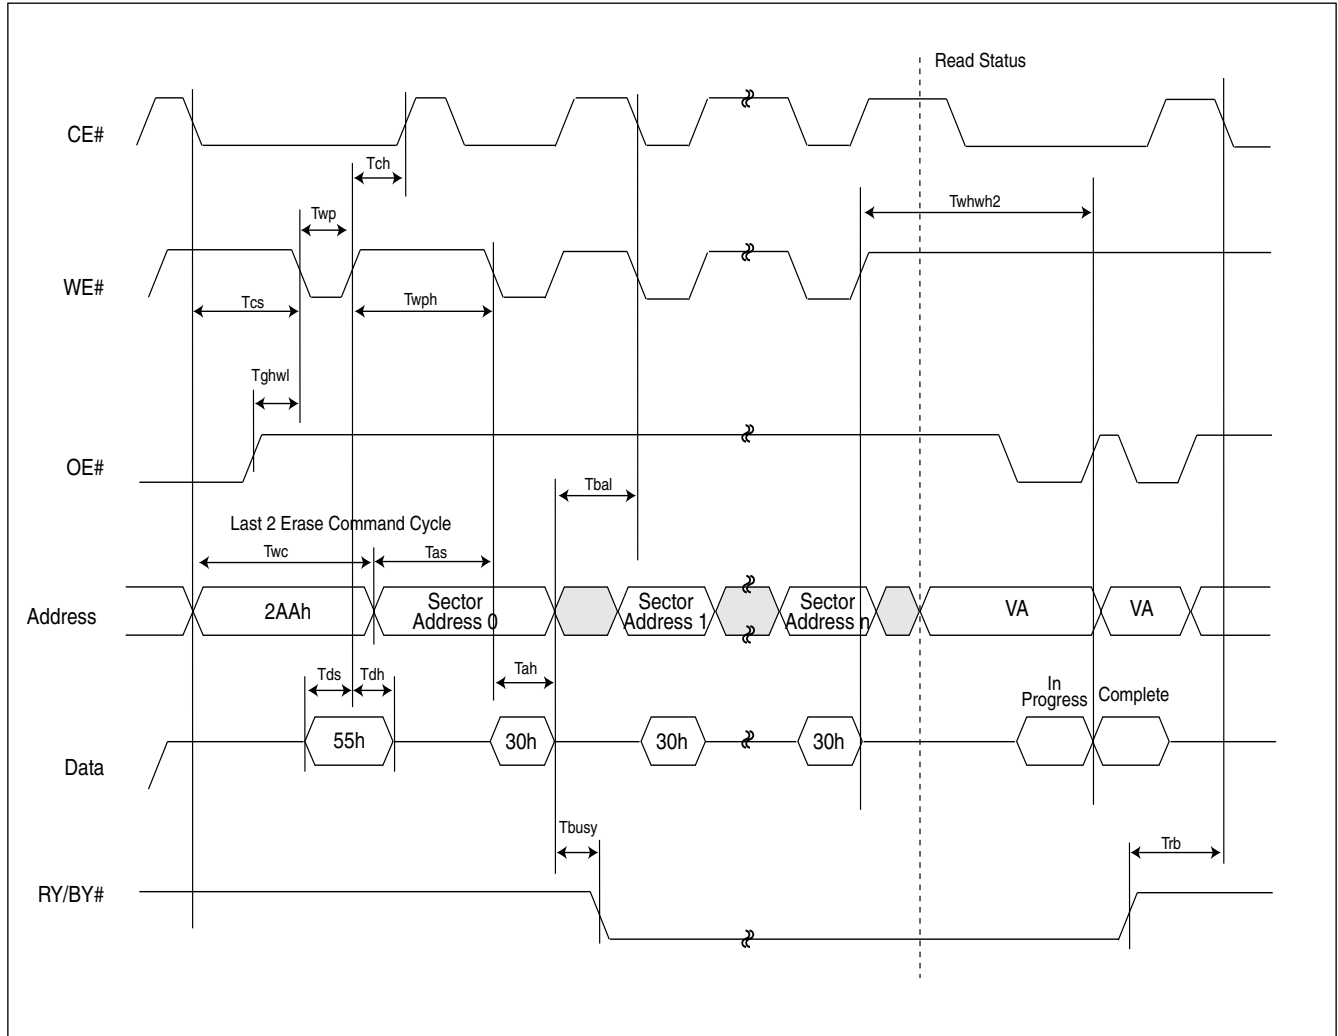 Read Status
CE#
Tch
Twp
Twhwh2
WE#
Tcs
Twph
Tghwl
OE#
Tbal
Last 2 Erase Command Cycle
Twc
Tas
Address
2AAh
Sector
Address 0
Sector
Address 1
Sector
Address n
VA
VA
Tds
Tdh
Tah
In
Progress
Complete
55h
30h
30h
30h
Data
Tbusy
Trb
RY/BY#